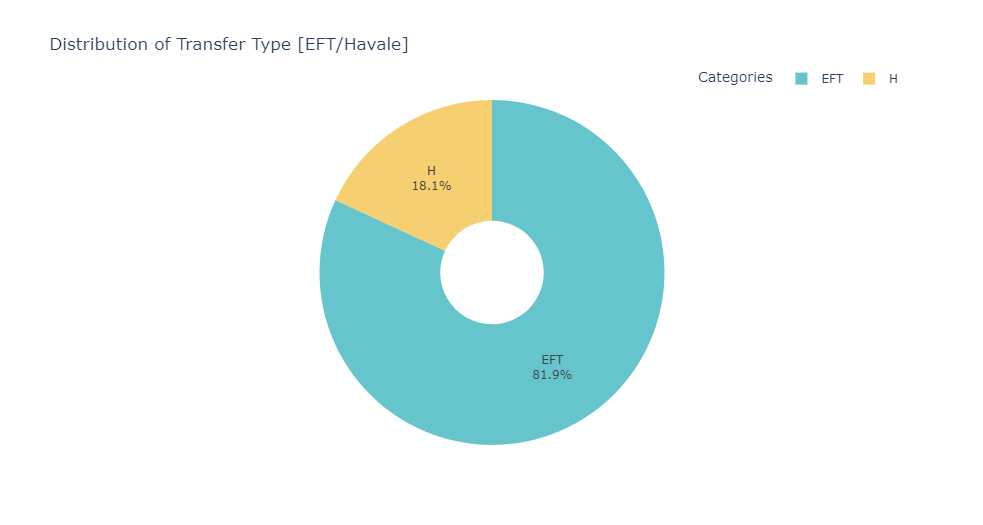 Distribution of Transfer Type [EFT/Havale]
Categories EFT H
H
18.1%
EFT
81.9%